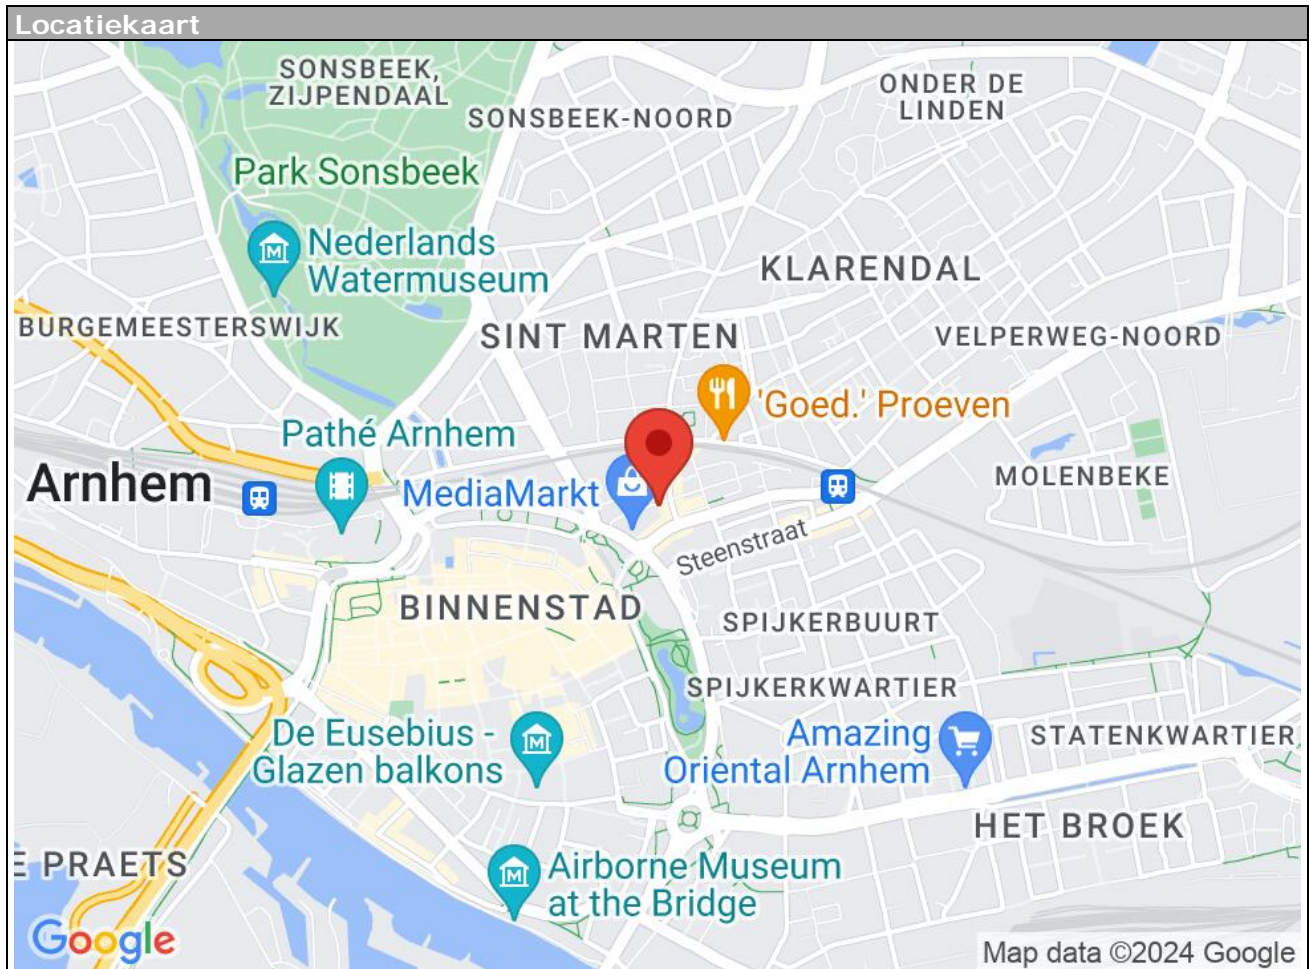 Locatiekaart
SONSBEEK,
ZIJPENDAAL
ONDER DE
LINDEN
SONSBEEK-NOORD
Park Sonsbeek
Nederlands
Watermuseum
KLARENDAL
BURGEMEESTERSWIJK
SINT MARTEN
VELPERWEG-NOORD
'Goed.' Proeven
Pathé Arnhem
Arnhem
MediaMarkt
MOLENBEKE
Steenstraat
BINNENSTAD
SPIJKERBUURT
SPIJKERKWARTIER
De Eusebius -
Glazen balkons
Amazing
Oriental Arnhem
STATENKWARTIER
HET BROEK
E PRAETS
Airborne Museum
at the Bridge
Google
Map data ©2024 Google